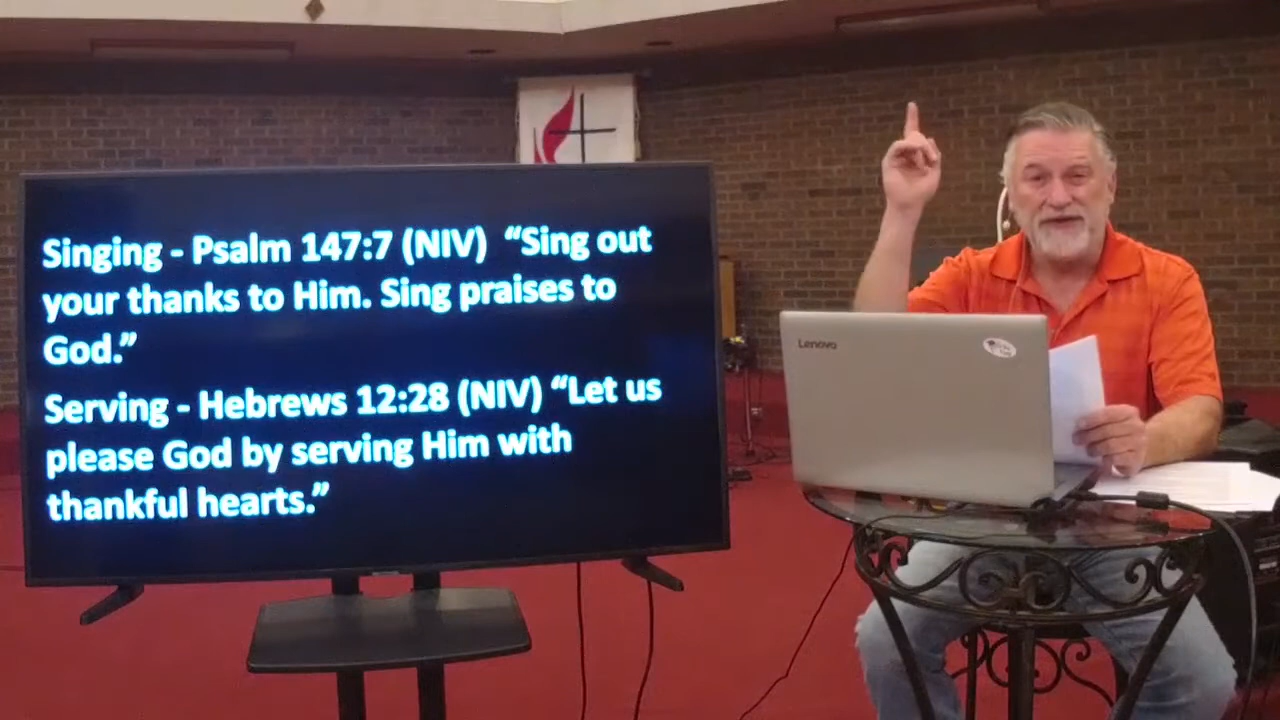 Singing - Psalm 147:7 (NIV) “Sing out
your thanks to Him. Sing praises to
God.”
Serving - Hebrews 12:28 (NIV) “Let us
please God by serving Him with
thankful hearts.”
Lenovo